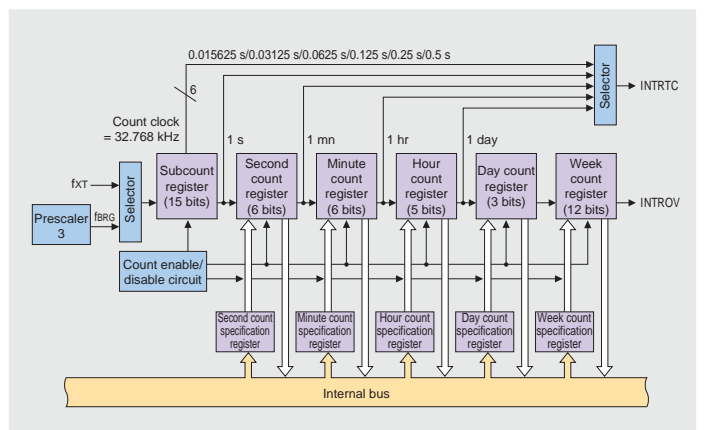 0.015625 s/0.03125 s/0.0625 s/0.125 s/0.25 s/0.5 s
Selector
INTRTC
6
Count clock
= 32.768 kHz
1 s
1 mn
1 hr
1 day
fXT
Prescaler
3
fBRG
Selector
Subcount
register
(15 bits)
Second
count
register
(6 bits)
Minute
count
register
(6 bits)
Hour
count
register
(5 bits)
Day count
register
(3 bits)
Week
count
register
(12 bits)
INTROV
Count enable/
disable circuit
Second count
specification
register
Minute count
specification
register
Hour count
specification
register
Day count
specification
register
Week count
specification
register
Internal bus